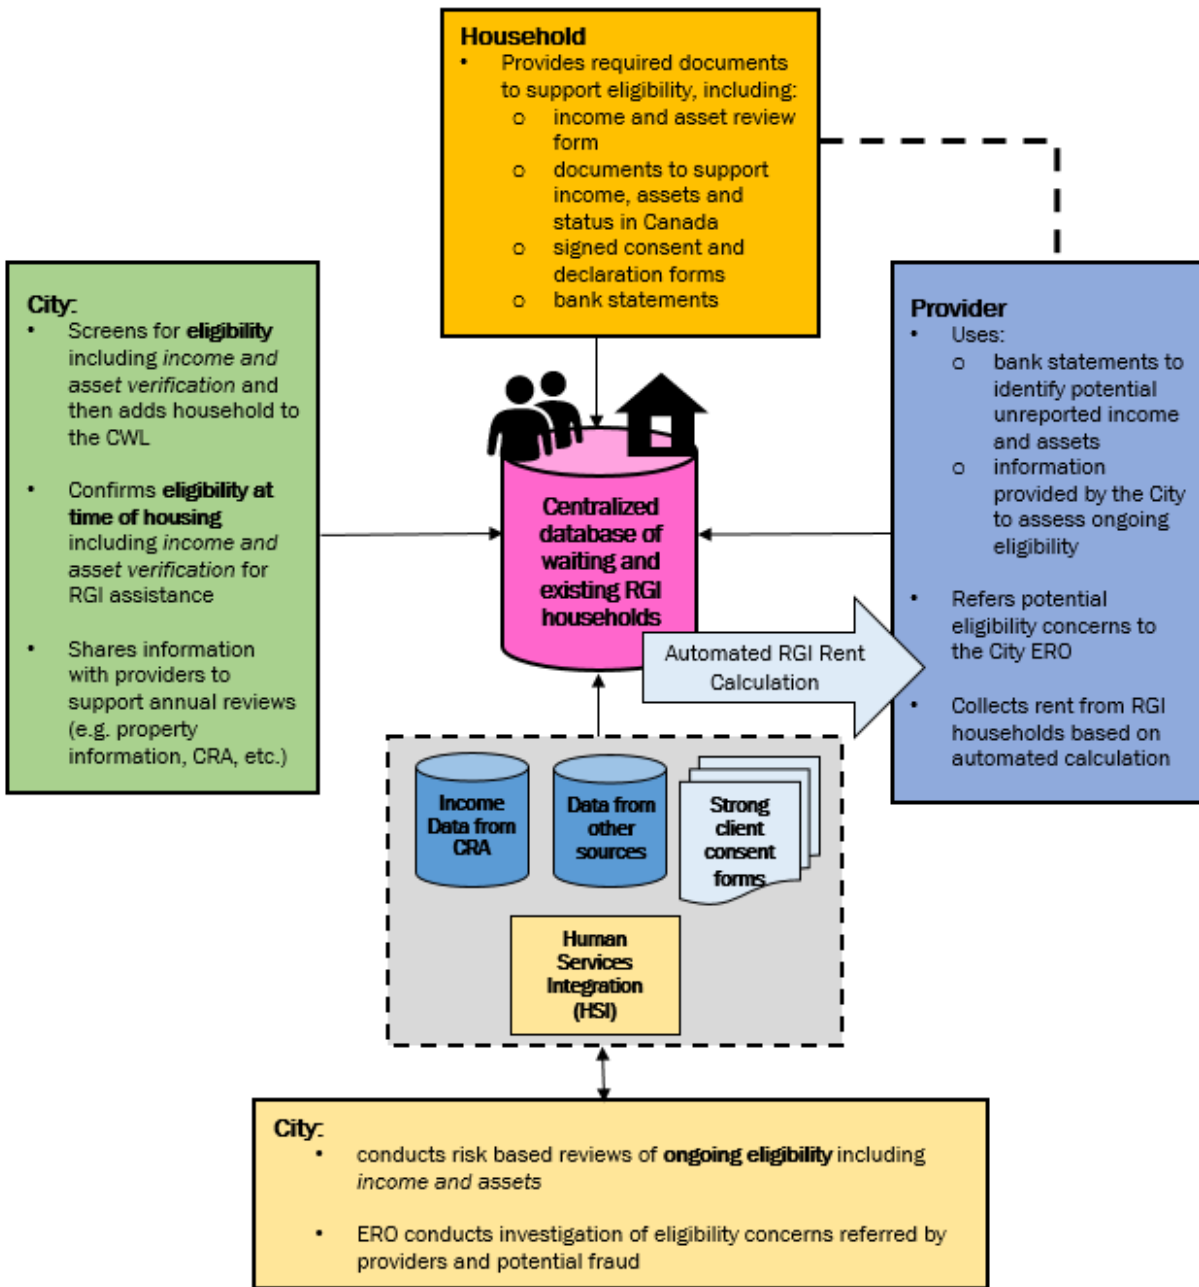 Household
• Provides required documents
to support eligibility, including:
o income and asset review
form
o documents to support
income, assets and
status in Canada
o signed consent and
declaration forms
o bank statements
City:
• Screens for eligibility
including income and
asset verification and
then adds household to
the CWL
• Confirms eligibility at
time of housing
including income and
asset verification for
RGI assistance
• Shares information
with providers to
support annual reviews
(e.g. property
information, CRA, etc.)
Centralized
database of
waiting and
existing RGI
households
Provider
• Uses:
o bank statements to
identify potential
unreported income
and assets
o information
provided by the City
to assess ongoing
eligibility
• Refers potential
eligibility concerns to
the City ERO
• Collects rent from RGI
households based on
automated calculation
Automated RGI Rent
Calculation
Income
Data from
CRA
Data from
other
sources
Strong
client
consent
forms
Human
Services
Integration
(HSI)
City:
• conducts risk based reviews of ongoing eligibility including
income and assets
• ERO conducts investigation of eligibility concerns referred by
providers and potential fraud